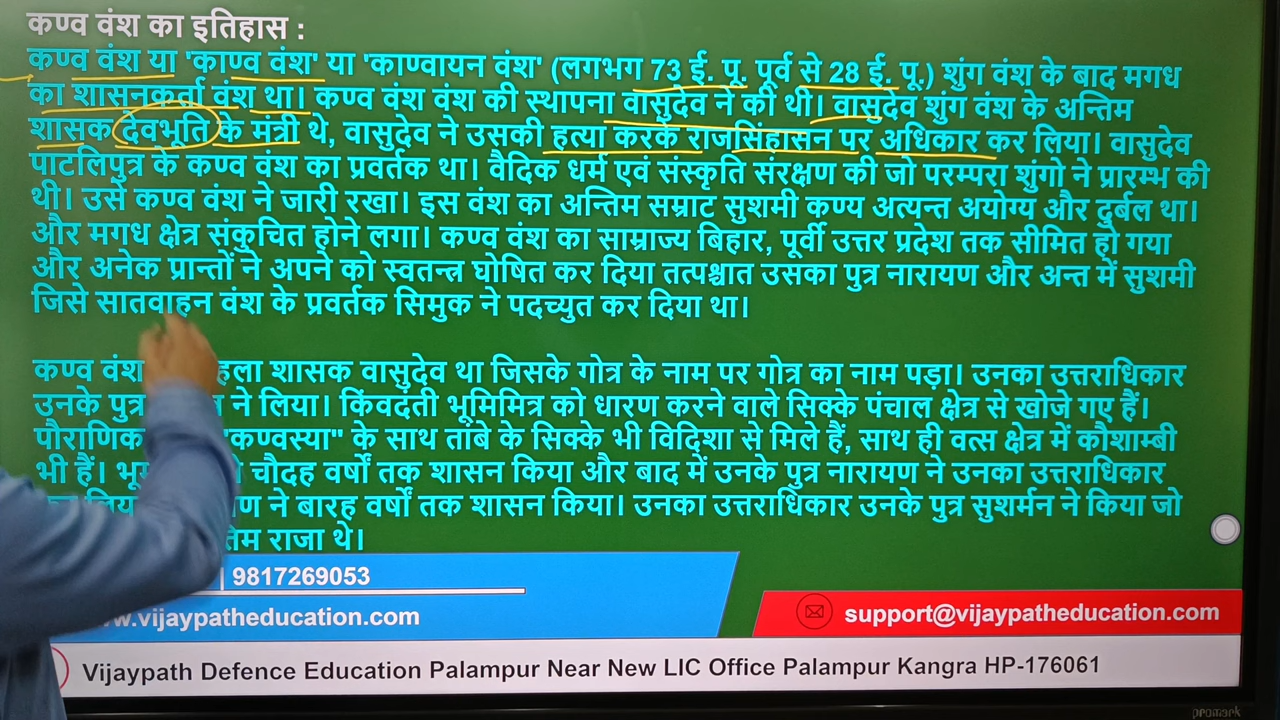 कण्व वंश का इतिहास :
कण्व वंश या 'काण्व वंश' या 'काण्वायन वंश' (लगभग 73 ई. पू. पूर्व से 28 ई. पू.) शुंग वंश के बाद मगध
का शासनकर्ता वंश था। कण्व वंश वंश की स्थापना वासुदेव ने की थी। वासुदेव शुंग वंश के अन्तिम
शासक देवभूति के मंत्री थे, वासुदेव ने उसकी हत्या करके राजसिंहासन पर अधिकार कर लिया। वासुदेव
पाटलिपुत्र के कण्व वंश का प्रवर्तक था। वैदिक धर्म एवं संस्कृति संरक्षण की जो परम्परा शुंगो ने प्रारम्भ की
थी। उसे कण्व वंश ने जारी रखा। इस वंश का अन्तिम सम्राट सुशमी कण्य अत्यन्त अयोग्य और दुर्बल था।
और मगध क्षेत्र संकुचित होने लगा। कण्व वंश का साम्राज्य बिहार, पूर्वी उत्तर प्रदेश तक सीमित हो गया
और अनेक प्रान्तों ने अपने को स्वतन्त्र घोषित कर दिया तत्पश्चात उसका पुत्र नारायण और अन्त में सुशमी
जिसे सातवाहन वंश के प्रवर्तक सिमुक ने पदच्युत कर दिया था।
कण्व वंश शासक वासुदेव था जिसके गोत्र के नाम पर गोत्र का नाम पड़ा। उनका उत्तराधिकार
उनके पुत्र ने लिया। किंवदंती भूमिमित्र को धारण करने वाले सिक्के पंचाल क्षेत्र से खोजे गए हैं।
पौराणिक "कण्वस्या" के साथ तांबे के सिक्के भी विदिशा से मिले हैं, साथ ही वत्स क्षेत्र में कौशाम्बी
भी हैं। चौदह वर्षों तक शासन किया और बाद में उनके पुत्र नारायण ने उनका उत्तराधिकार
ने बारह वर्षों तक शासन किया। उनका उत्तराधिकार उनके पुत्र सुशर्मन ने किया जो
राजा थे।
| 9817269053
vijaypatheducation.com
support@vijaypatheducation.com
Vijaypath Defence Education Palampur Near New LIC Office Palampur Kangra HP-176061
promark